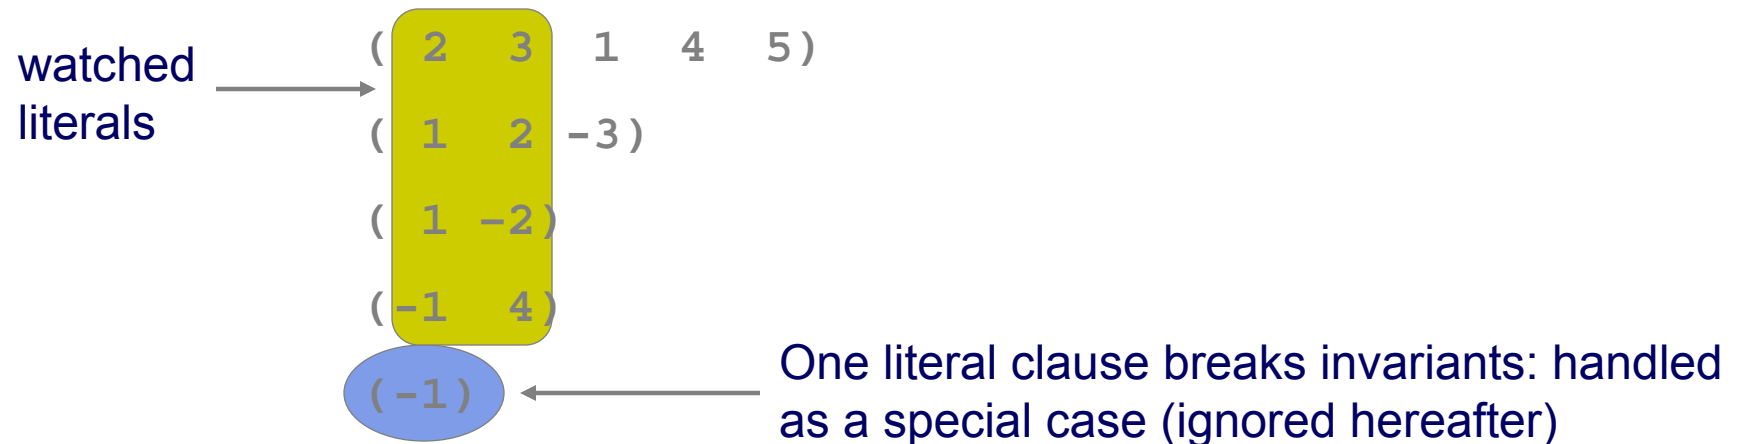 watched
literals
( 2 3 1 4 5)
( 1 2 -3)
( 1 -2)
(-1 4)
(-1)
One literal clause breaks invariants: handled
as a special case (ignored hereafter)